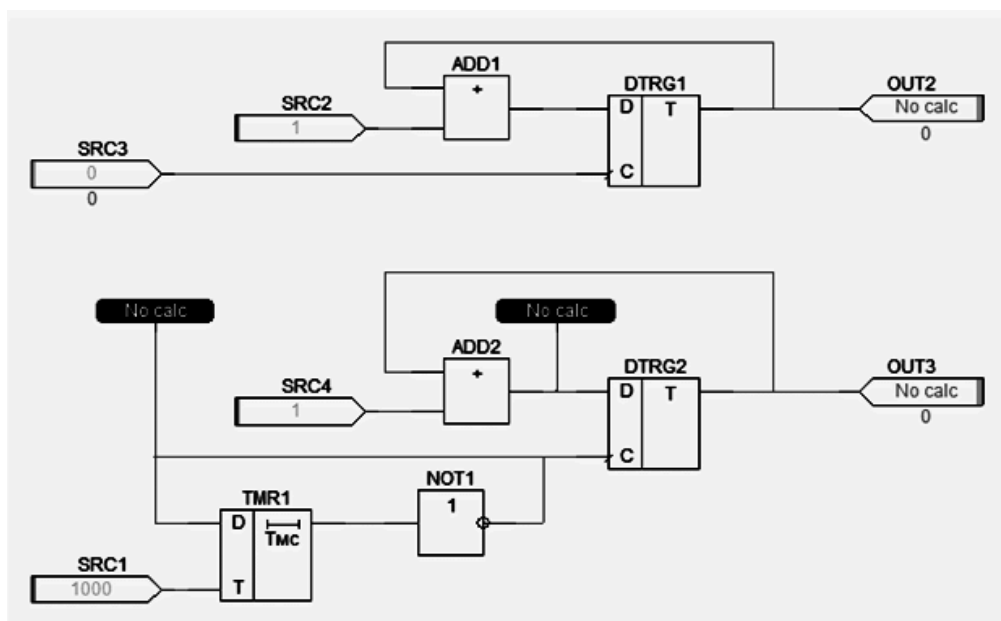 ADD1
+
DTRG1
OUT2
SRC2
D
T
No calc
1
0
SRC3
0
C
0
No calc
No calc
ADD2
+
DTRG2
OUT3
SRC4
D
T
No calc
1
0
C
NOT1
1
TMR1
D
TMC
SRC1
1000
T